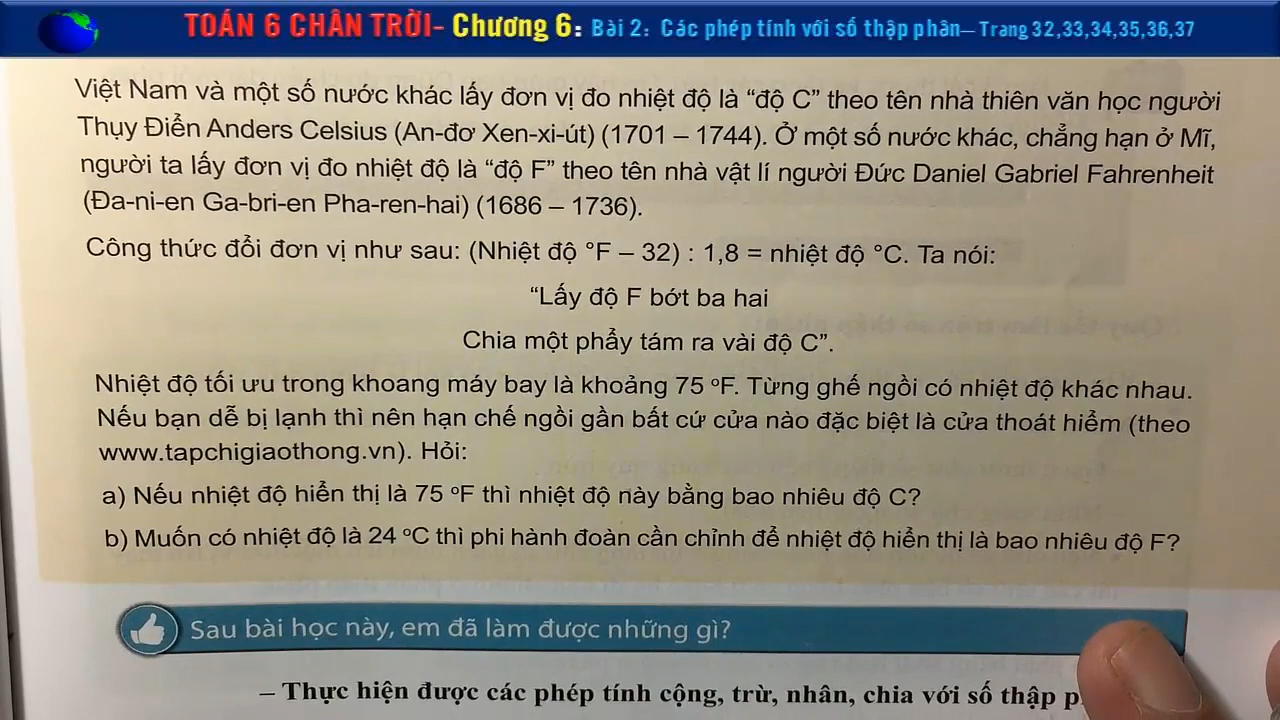 TOÁN 6 CHÂN TRỜI- Chương 6: Bài 2: Các phép tính với số thập phân– Trang 32,33,34,35,36,37
Việt Nam và một số nước khác lấy đơn vị đo nhiệt độ là “độ C” theo tên nhà thiên văn học người
Thụy Điển Anders Celsius (An-đơ Xen-xi-út) (1701 – 1744). Ở một số nước khác, chẳng hạn ở Mĩ,
người ta lấy đơn vị đo nhiệt độ là “độ F” theo tên nhà vật lí người Đức Daniel Gabriel Fahrenheit
(Đa-ni-en Ga-bri-en Pha-ren-hai) (1686 – 1736).
Công thức đổi đơn vị như sau: (Nhiệt độ °F – 32) : 1,8 = nhiệt độ °C. Ta nói:
“Lấy độ F bớt ba hai
Chia một phẩy tám ra vài độ C”.
Nhiệt độ tối ưu trong khoang máy bay là khoảng 75 ºF. Từng ghế ngồi có nhiệt độ khác nhau.
Nếu bạn dễ bị lạnh thì nên hạn chế ngồi gần bất cứ cửa nào đặc biệt là cửa thoát hiểm (theo
www.tapchigiaothong.vn). Hỏi:
a) Nếu nhiệt độ hiển thị là 75 ºF thì nhiệt độ này bằng bao nhiêu độ C?
b) Muốn có nhiệt độ là 24 ºC thì phi hành đoàn cần chỉnh để nhiệt độ hiển thị là bao nhiêu độ F?
Sau bài học này, em đã làm được những gì?
– Thực hiện được các phép tính cộng, trừ, nhân, chia với số thập